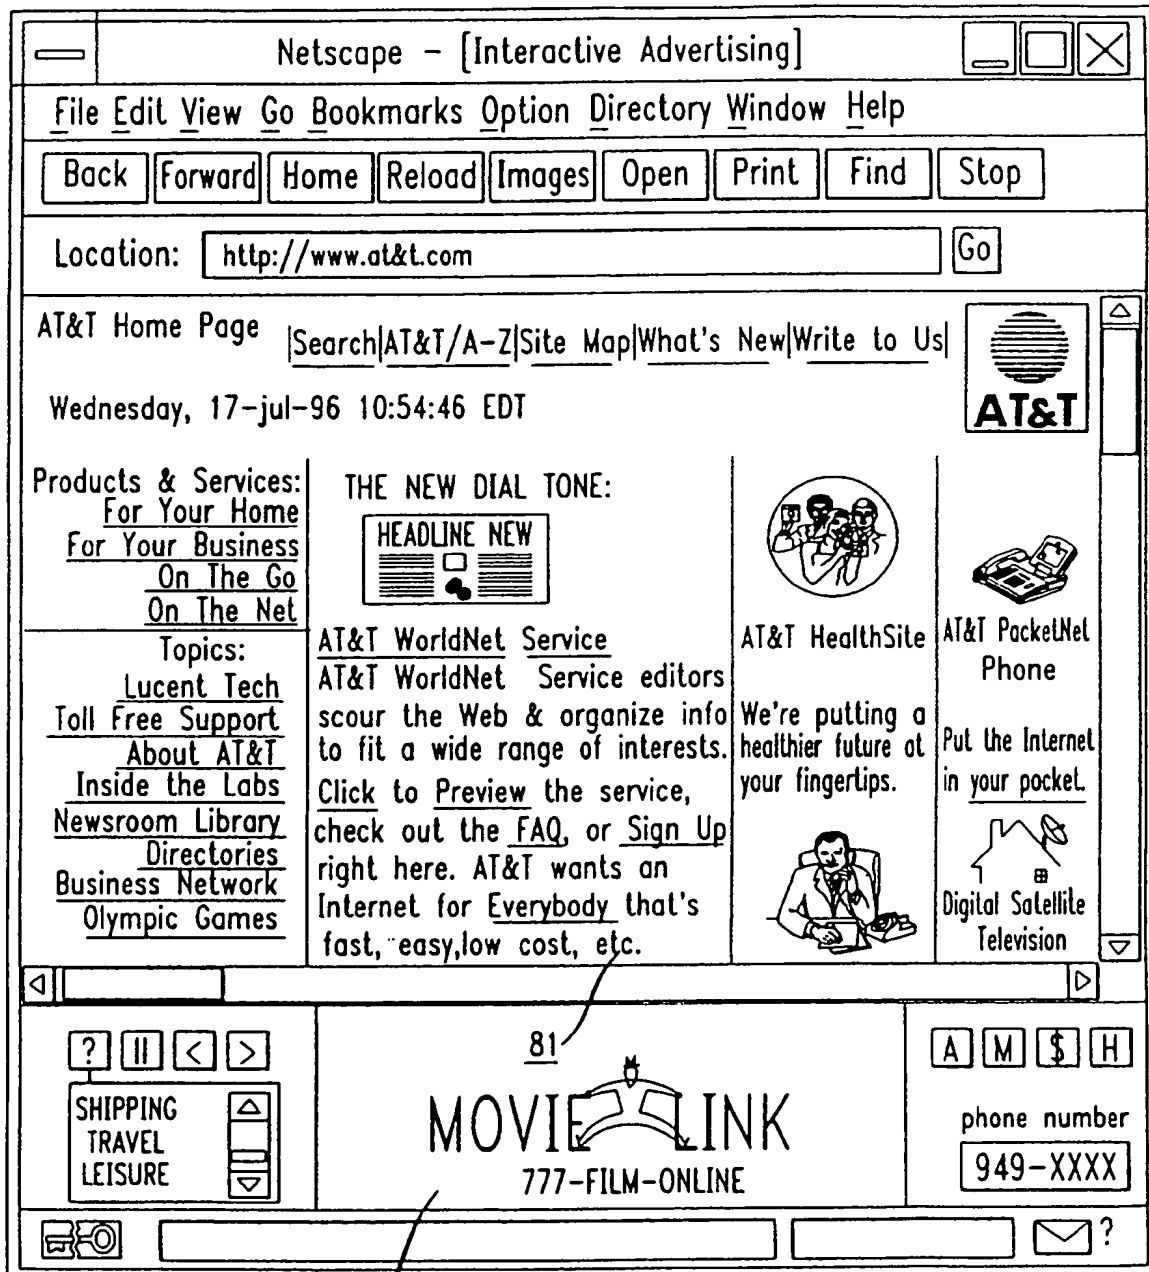 Netscape - [Interactive Advertising]
File Edit View Go Bookmarks Option Directory Window Help
Back Forward Home Reload Images Open Print Find Stop
Location: http://www.at&t.com Go
AT&T Home Page |Search|AT&T/A-Z|Site Map|What's New|Write to Us|
AT&T
Wednesday, 17-jul-96 10:54:46 EDT
Products & Services:
For Your Home
For Your Business
On The Go
On The Net
Topics:
Lucent Tech
Toll Free Support
About AT&T
Inside the Labs
Newsroom Library
Directories
Business Network
Olympic Games
THE NEW DIAL TONE:
HEADLINE NEW
AT&T WorldNet Service
AT&T WorldNet Service editors
scour the Web & organize info
to fit a wide range of interests.
Click to Preview the service,
check out the FAQ, or Sign Up
right here. AT&T wants an
Internet for Everybody that's
fast, easy,low cost, etc.
AT&T HealthSite
We're putting a
healthier future at
your fingertips.
AT&T PocketNet
Phone
Put the Internet
in your pocket.
Digital Satellite
Television
? || < >
SHIPPING
TRAVEL
LEISURE
81
MOVIE LINK
777-FILM-ONLINE
A M $ H
phone number
949-XXXX
?